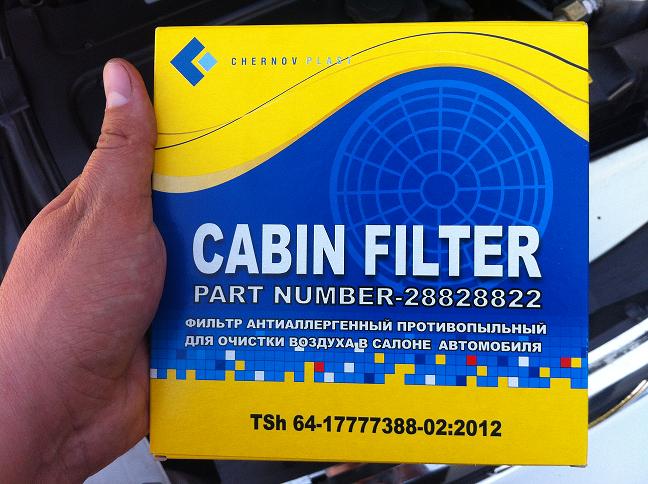 CHERNOV PLAST
CABIN FILTER
PART NUMBER-28828822
ФИЛЬТР АНТИАЛЛЕРГЕННЫЙ ПРОТИВОПЫЛЬНЫЙ
ДЛЯ ОЧИСТКИ ВОЗДУХА В САЛОНЕ АВТОМОБИЛЯ
TSh 64-17777388-02:2012